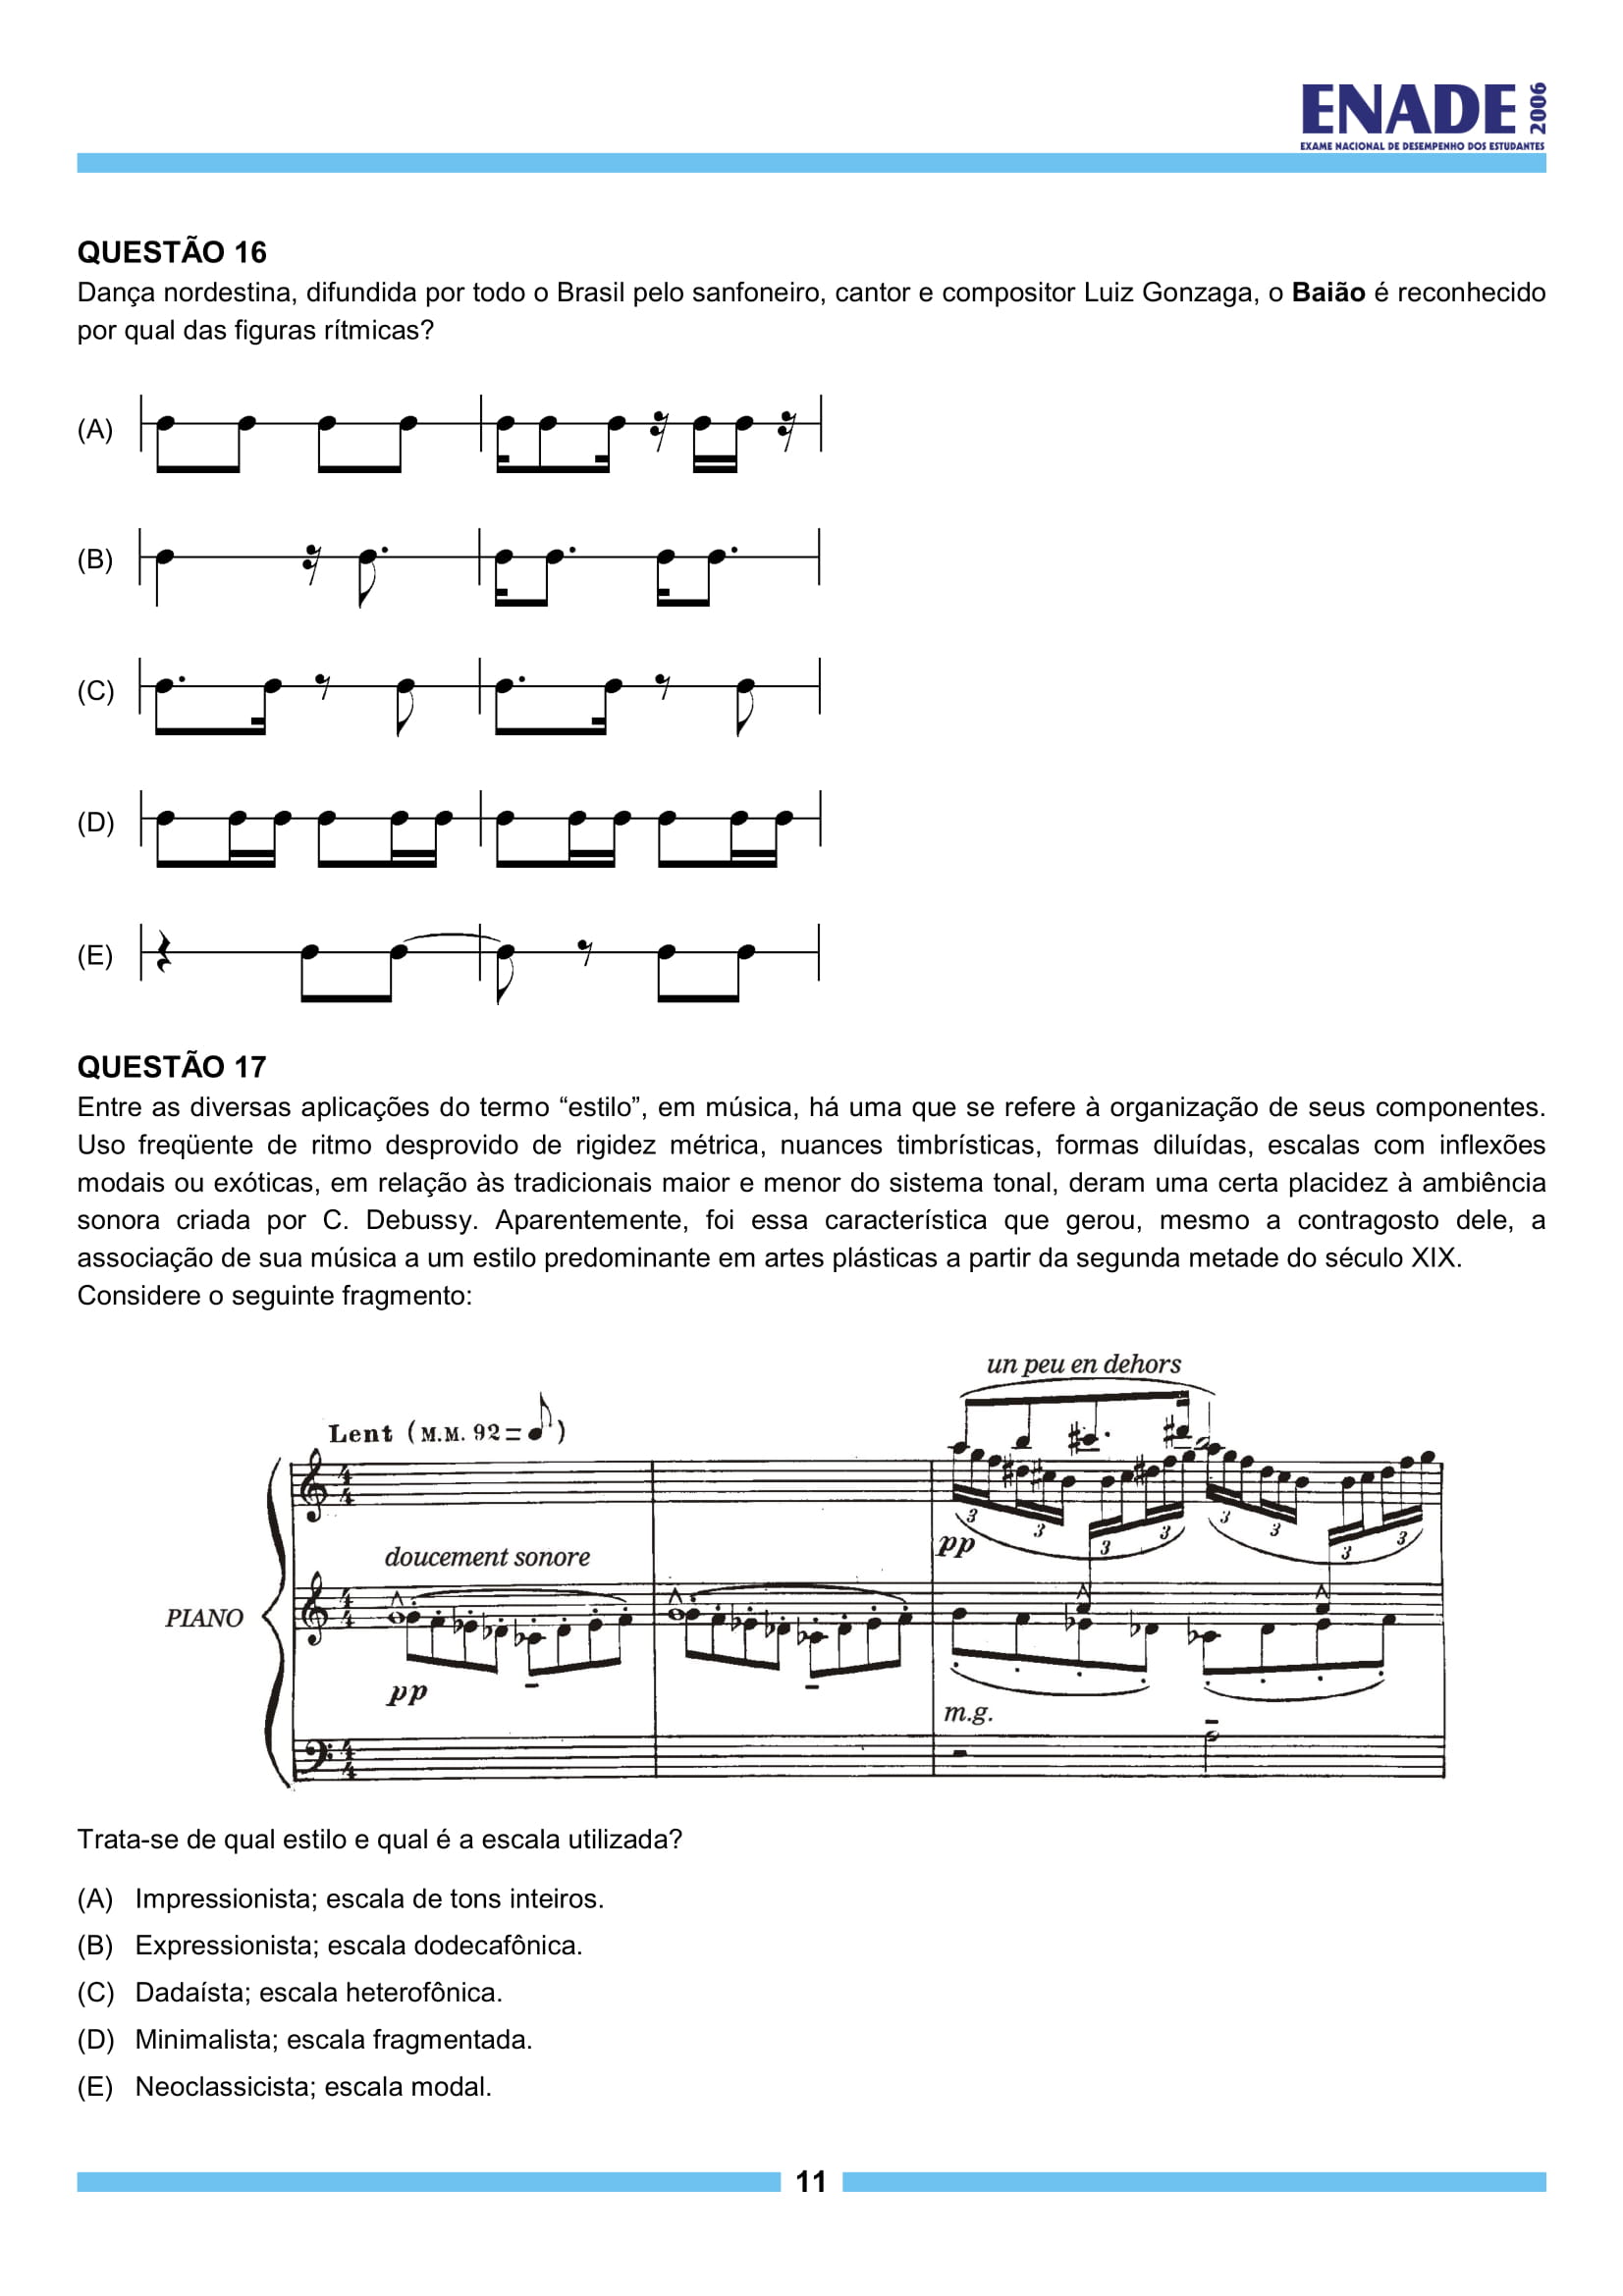 ENADE 2006
EXAME NACIONAL DE DESEMPENHO DOS ESTUDANTES
QUESTÃO 16
Dança nordestina, difundida por todo o Brasil pelo sanfoneiro, cantor e compositor Luiz Gonzaga, o Baião é reconhecido
por qual das figuras rítmicas?
(A)
(B)
(C)
(D)
(E)
QUESTÃO 17
Entre as diversas aplicações do termo “estilo”, em música, há uma que se refere à organização de seus componentes.
Uso freqüente de ritmo desprovido de rigidez métrica, nuances timbrísticas, formas diluídas, escalas com inflexões
modais ou exóticas, em relação às tradicionais maior e menor do sistema tonal, deram uma certa placidez à ambiência
sonora criada por C. Debussy. Aparentemente, foi essa característica que gerou, mesmo a contragosto dele, a
associação de sua música a um estilo predominante em artes plásticas a partir da segunda metade do século XIX.
Considere o seguinte fragmento:
un peu en dehors
Lent (M.M. 92 = ♪)
4 4
3 3 3 3 3 3 3 3
pp
doucement sonore
PIANO
4 4
pp
m.g.
4 4
Trata-se de qual estilo e qual é a escala utilizada?
(A) Impressionista; escala de tons inteiros.
(B) Expressionista; escala dodecafônica.
(C) Dadaísta; escala heterofônica.
(D) Minimalista; escala fragmentada.
(E) Neoclassicista; escala modal.
11